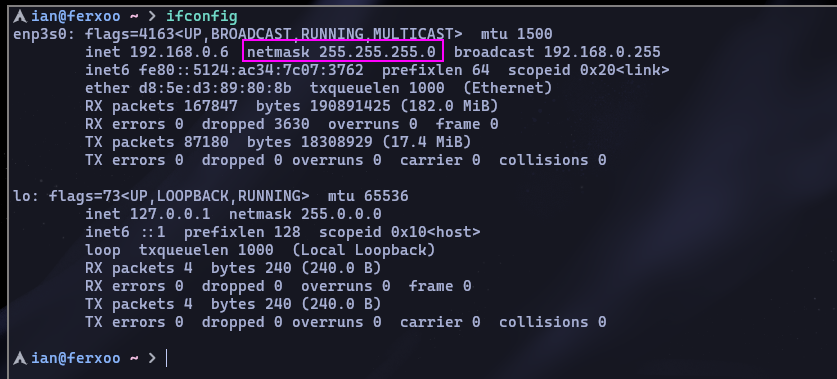 ian@ferxoo ~ > ifconfig
enp3s0: flags=4163<UP,BROADCAST,RUNNING,MULTICAST>  mtu 1500
        inet 192.168.0.6  netmask 255.255.255.0  broadcast 192.168.0.255
        inet6 fe80::5124:ac34:7c07:3762  prefixlen 64  scopeid 0x20<link>
        ether d8:5e:d3:89:80:8b  txqueuelen 1000  (Ethernet)
        RX packets 167847  bytes 190891425 (182.0 MiB)
        RX errors 0  dropped 3630  overruns 0  frame 0
        TX packets 87180  bytes 18308929 (17.4 MiB)
        TX errors 0  dropped 0 overruns 0  carrier 0  collisions 0
lo: flags=73<UP,LOOPBACK,RUNNING>  mtu 65536
        inet 127.0.0.1  netmask 255.0.0.0
        inet6 ::1  prefixlen 128  scopeid 0x10<host>
        loop  txqueuelen 1000  (Local Loopback)
        RX packets 4  bytes 240 (240.0 B)
        RX errors 0  dropped 0  overruns 0  frame 0
        TX packets 4  bytes 240 (240.0 B)
        TX errors 0  dropped 0 overruns 0  carrier 0  collisions 0
ian@ferxoo ~ >